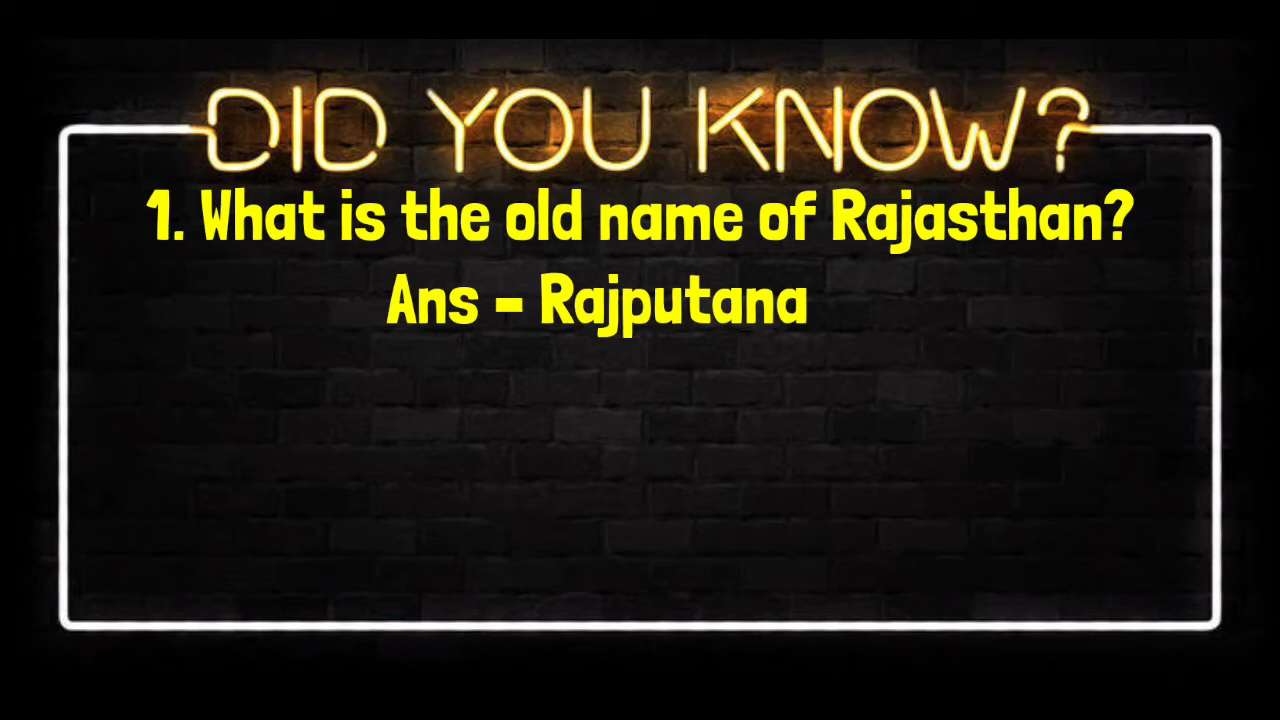 DID YOU KNOW?
1. What is the old name of Rajasthan?
Ans - Rajputana